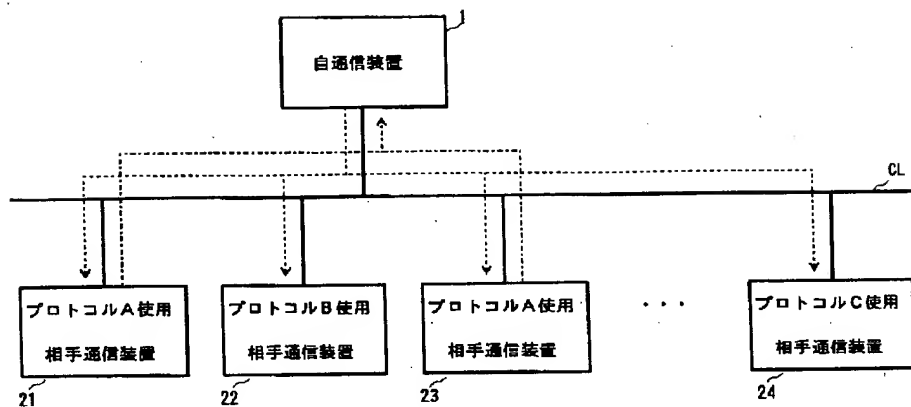 1
自通信装置
CL
プロトコルA使用
相手通信装置
プロトコルB使用
相手通信装置
プロトコルA使用
相手通信装置
・・・
プロトコルC使用
相手通信装置
21
22
23
24